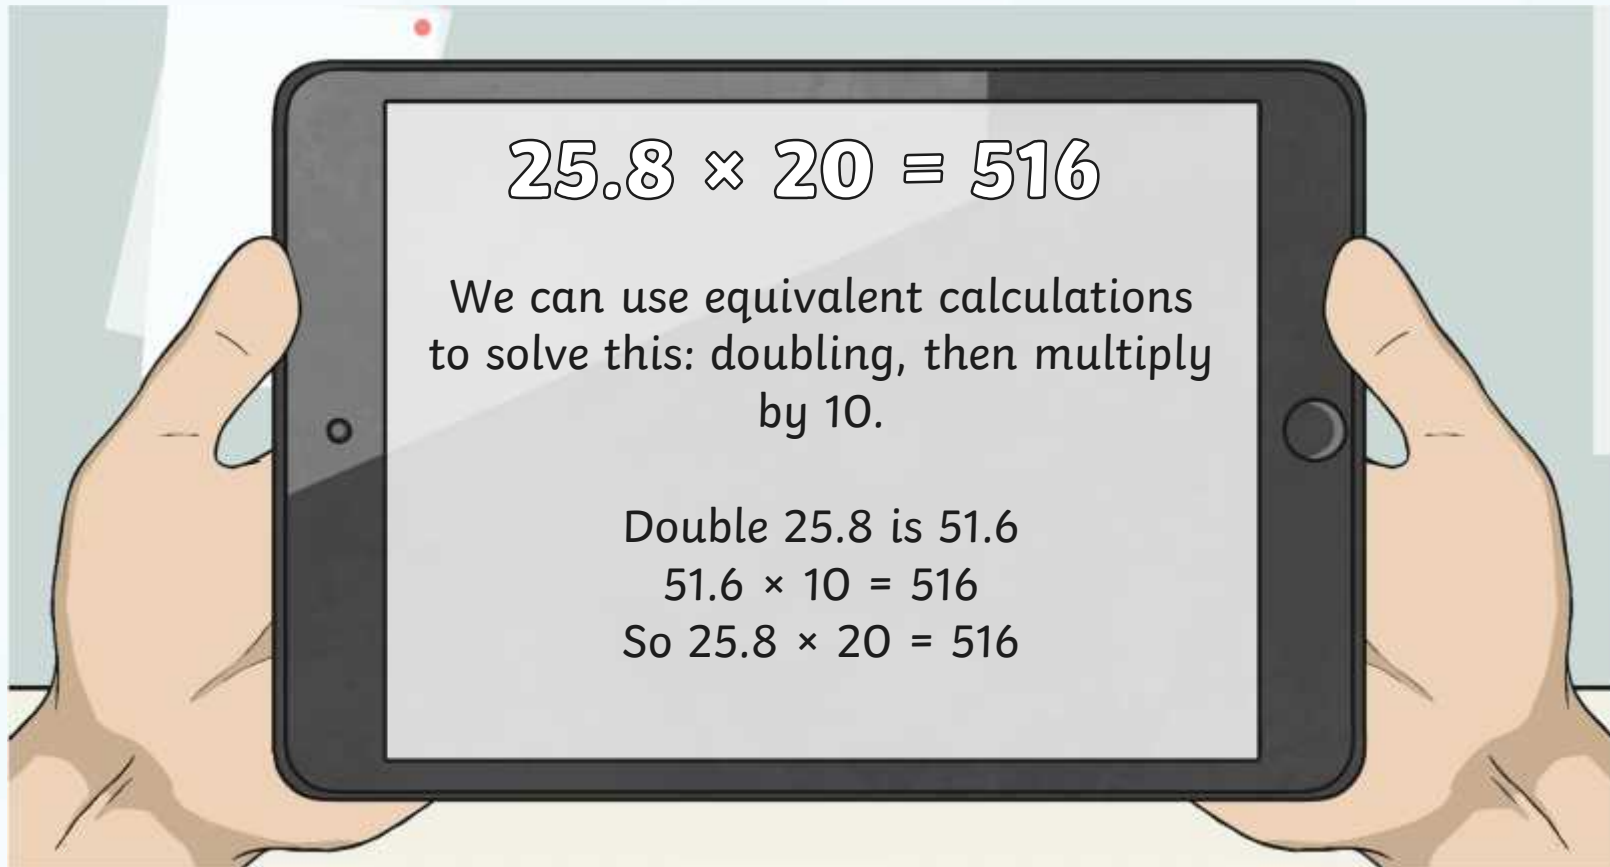 25.8 × 20 = 516
We can use equivalent calculations
to solve this: doubling, then multiply
by 10.
Double 25.8 is 51.6
51.6 × 10 = 516
So 25.8 × 20 = 516